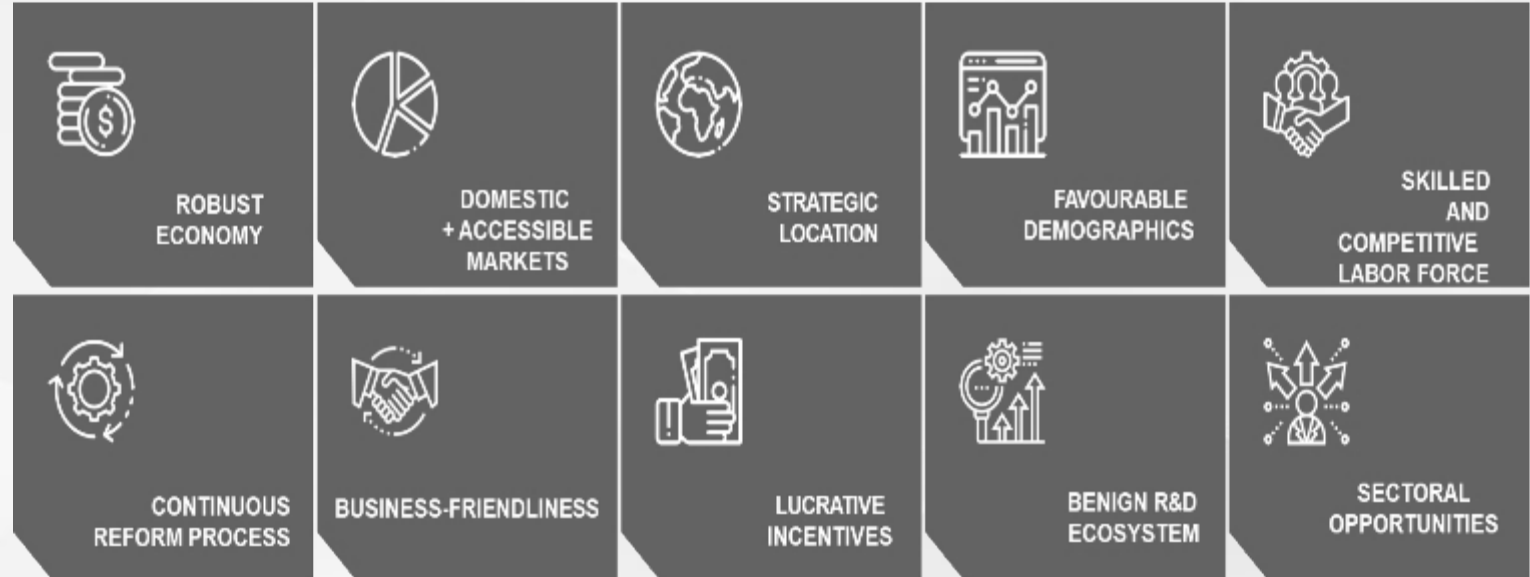 ROBUST
ECONOMY
DOMESTIC
+ ACCESSIBLE
MARKETS
STRATEGIC
LOCATION
FAVOURABLE
DEMOGRAPHICS
SKILLED
AND
COMPETITIVE
LABOR FORCE
CONTINUOUS
REFORM PROCESS
BUSINESS-FRIENDLINESS
LUCRATIVE
INCENTIVES
BENIGN R&D
ECOSYSTEM
SECTORAL
OPPORTUNITIES